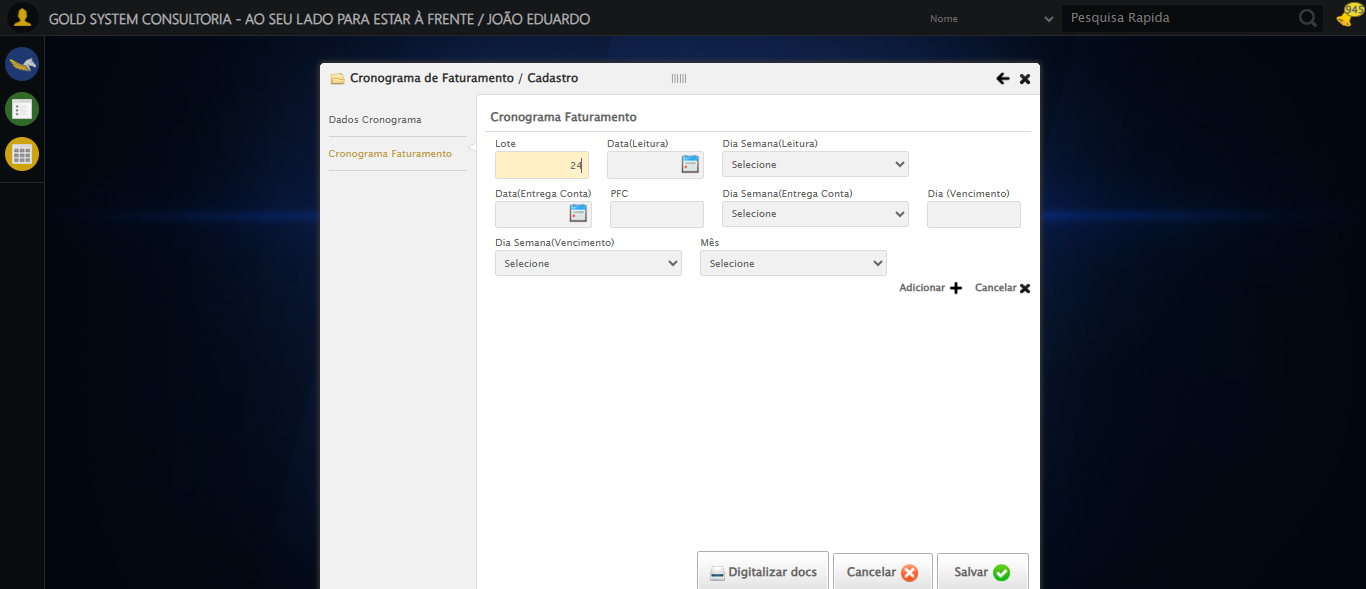 GOLD SYSTEM CONSULTORIA - AO SEU LADO PARA ESTAR À FRENTE / JOÃO EDUARDO
Nome
Pesquisa Rapida
945
Cronograma de Faturamento / Cadastro
Dados Cronograma
Cronograma Faturamento
Cronograma Faturamento
Lote Data(Leitura) Dia Semana(Leitura)
24 Selecione
Data(Entrega Conta) PFC Dia Semana(Entrega Conta) Dia (Vencimento)
Selecione
Dia Semana(Vencimento) Mês
Selecione Selecione
Adicionar Cancelar
Digitalizar docs Cancelar Salvar